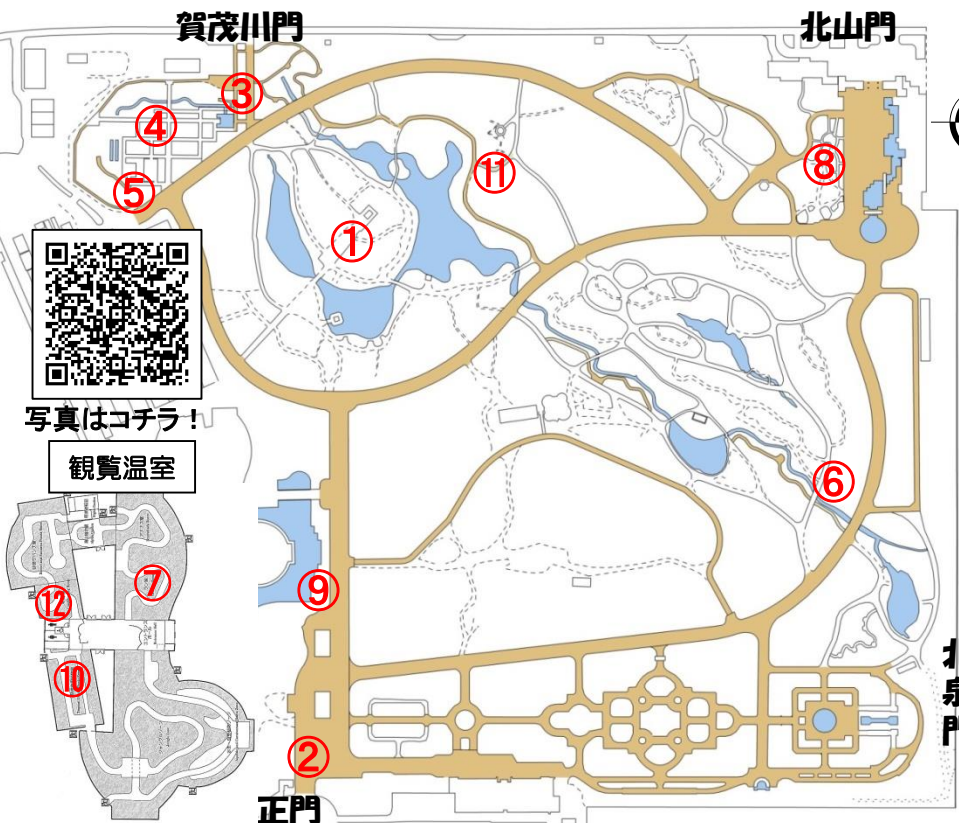 賀茂川門
北山門
③
④
⑤
⑪
⑧
①
写真はコチラ！
観覧温室
⑥
⑦
⑫
⑨
⑩
②
北
泉
門
正門